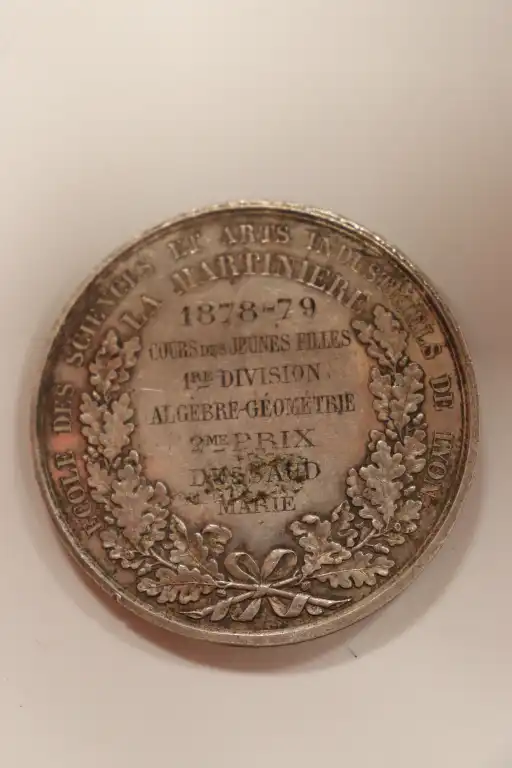 ECOLE DES SCIENCES ET ARTS INDUSTRIELS DE LYON
LA MARTINIERE
1878-79
COURS DES JEUNES FILLES
1RE DIVISION
ALGEBRE-GÉOMETRIE
2ME PRIX
MARIE